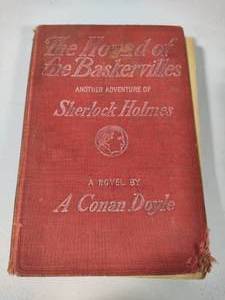 The Hound of
the Baskervilles
ANOTHER ADVENTURE OF
Sherlock Holmes
A NOVEL BY
A Conan Doyle